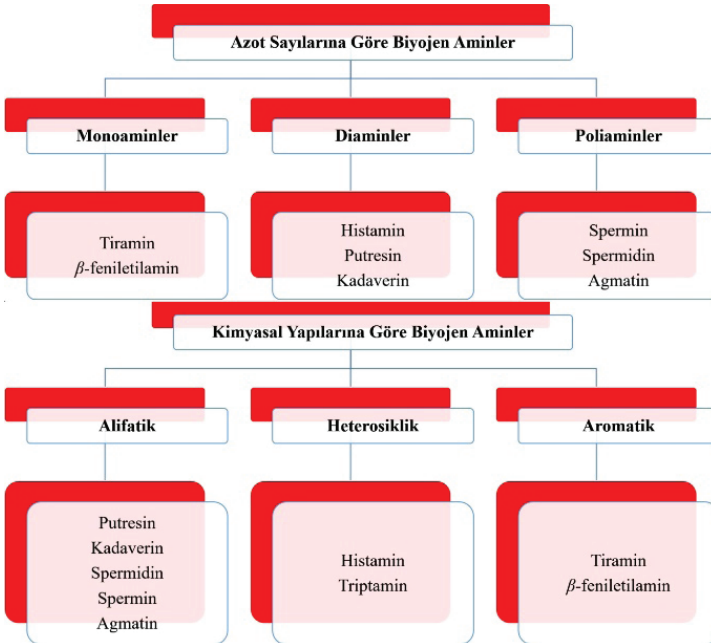 Azot Sayılarına Göre Biyojen Aminler
Monoaminler
Diaminler
Poliaminler
Tiramin
β-feniletilamin
Histamin
Putresin
Kadaverin
Spermin
Spermidin
Agmatin
Kimyasal Yapılarına Göre Biyojen Aminler
Alifatik
Heterosiklik
Aromatik
Putresin
Kadaverin
Spermidin
Spermin
Agmatin
Histamin
Triptamin
Tiramin
β-feniletilamin